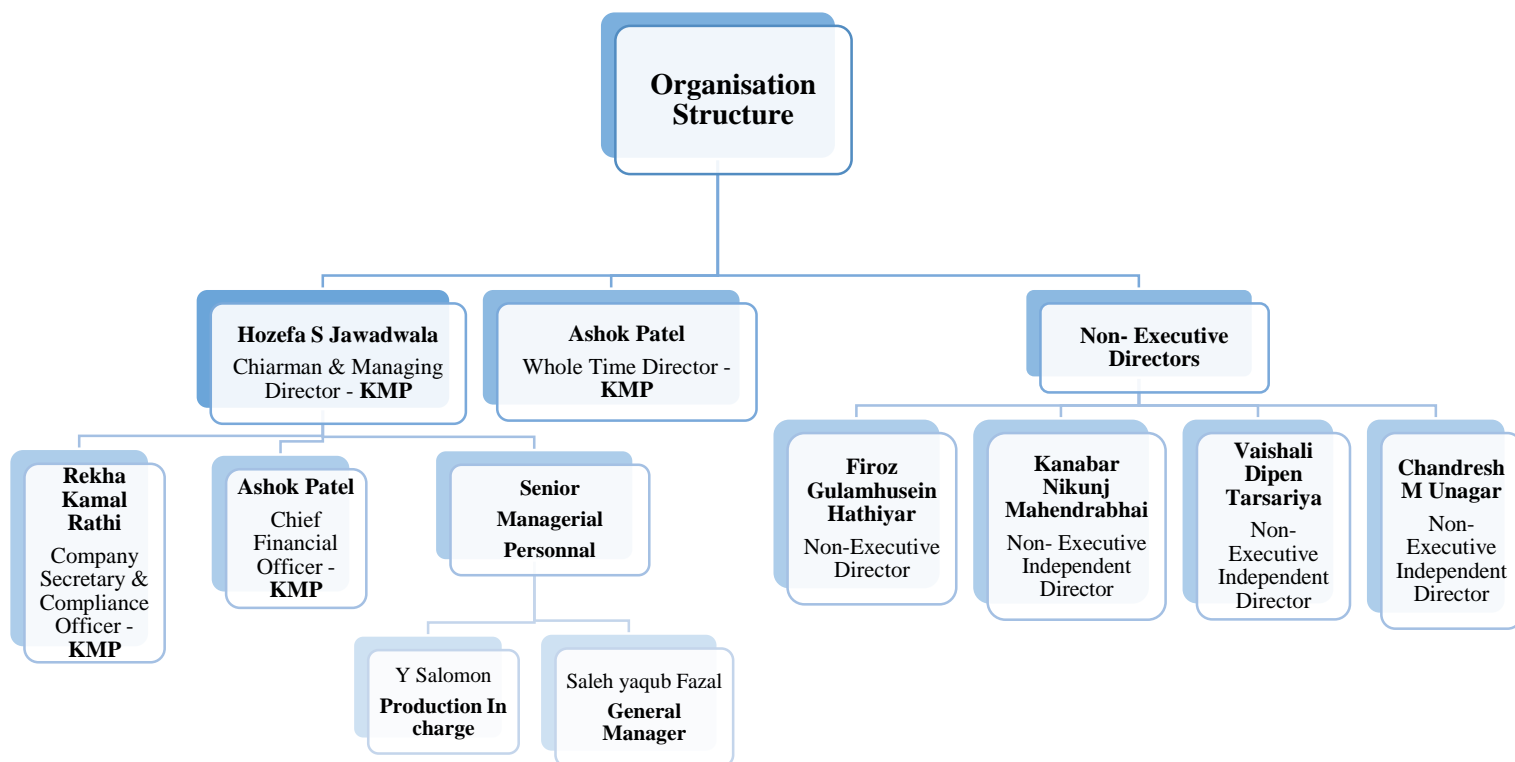 Organisation
Structure
Hozefa S Jawadwala
Chiarman & Managing
Director - KMP
Ashok Patel
Whole Time Director -
KMP
Non- Executive
Directors
Rekha
Kamal
Rathi
Company
Secretary &
Compliance
Officer -
KMP
Ashok Patel
Chief
Financial
Officer -
KMP
Senior
Managerial
Personnal
Firoz
Gulamhusein
Hathiyar
Non-Executive
Director
Kanabar
Nikunj
Mahendrabhai
Non- Executive
Independent
Director
Vaishali
Dipen
Tarsariya
Non-
Executive
Independent
Director
Chandresh
M Unagar
Non-
Executive
Independent
Director
Y Salomon
Production In
charge
Saleh yaqub Fazal
General
Manager